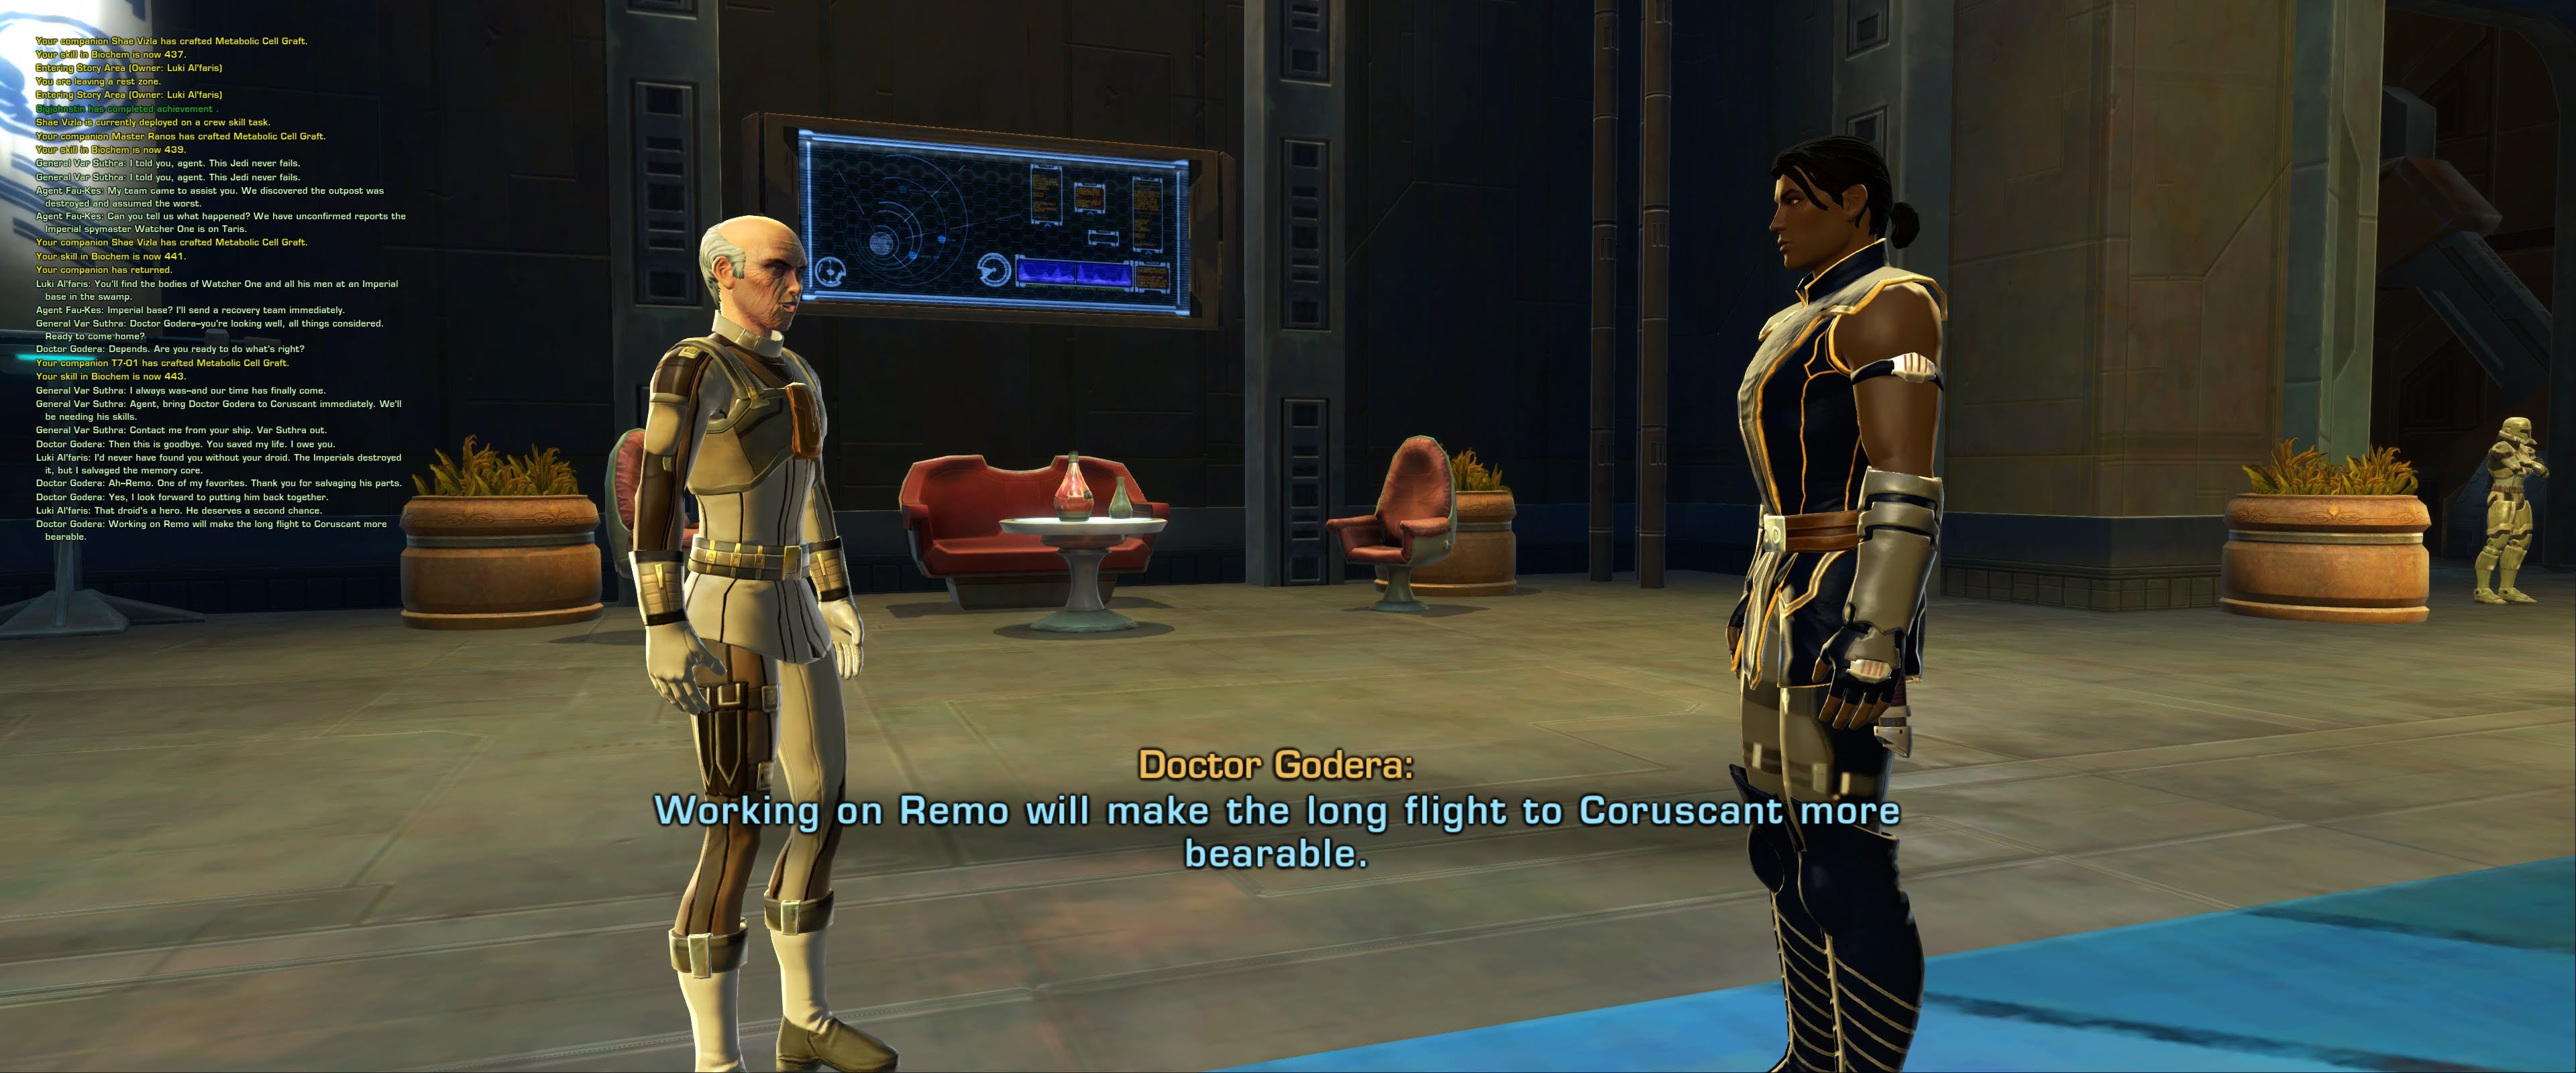 Your companion Shae Vizla has crafted Metabolic Cell Graft.
Your skill in Biochem is now 437.
Entering Story Area (Owner: Luki Al'faris)
You are leaving a rest zone.
Entering Story Area (Owner: Luki Al'faris)
has completed achievement .
Shae Vizla is currently deployed on a crew skill task.
Your companion Master Ranos has crafted Metabolic Cell Graft.
Your skill in Biochem is now 439.
General Var Suthra: I told you, agent. This Jedi never fails.
General Var Suthra: I told you, agent. This Jedi never fails.
Agent Fau-Kes: My team came to assist you. We discovered the outpost was
destroyed and assumed the worst.
Agent Fau-Kes: Can you tell us what happened? We have unconfirmed reports the
Imperial spymaster Watcher One is on Taris.
Your companion Shae Vizla has crafted Metabolic Cell Graft.
Your skill in Biochem is now 441.
Your companion has returned.
Luki Al'faris: You'll find the bodies of Watcher One and all his men at an Imperial
base in the swamp.
Agent Fau-Kes: Imperial base? I'll send a recovery team immediately.
General Var Suthra: Doctor Godera–you're looking well, all things considered.
Ready to come home?
Doctor Godera: Depends. Are you ready to do what's right?
Your companion T7-O1 has crafted Metabolic Cell Graft.
Your skill in Biochem is now 443.
General Var Suthra: I always was–and our time has finally come.
General Var Suthra: Agent, bring Doctor Godera to Coruscant immediately. We'll
be needing his skills.
General Var Suthra: Contact me from your ship. Var Suthra out.
Doctor Godera: Then this is goodbye. You saved my life. I owe you.
Luki Al'faris: I'd never have found you without your droid. The Imperials destroyed
it, but I salvaged the memory core.
Doctor Godera: Ah–Remo. One of my favorites. Thank you for salvaging his parts.
Doctor Godera: Yes, I look forward to putting him back together.
Luki Al'faris: That droid's a hero. He deserves a second chance.
Doctor Godera: Working on Remo will make the long flight to Coruscant more
bearable.
Doctor Godera:
Working on Remo will make the long flight to Coruscant more
bearable.